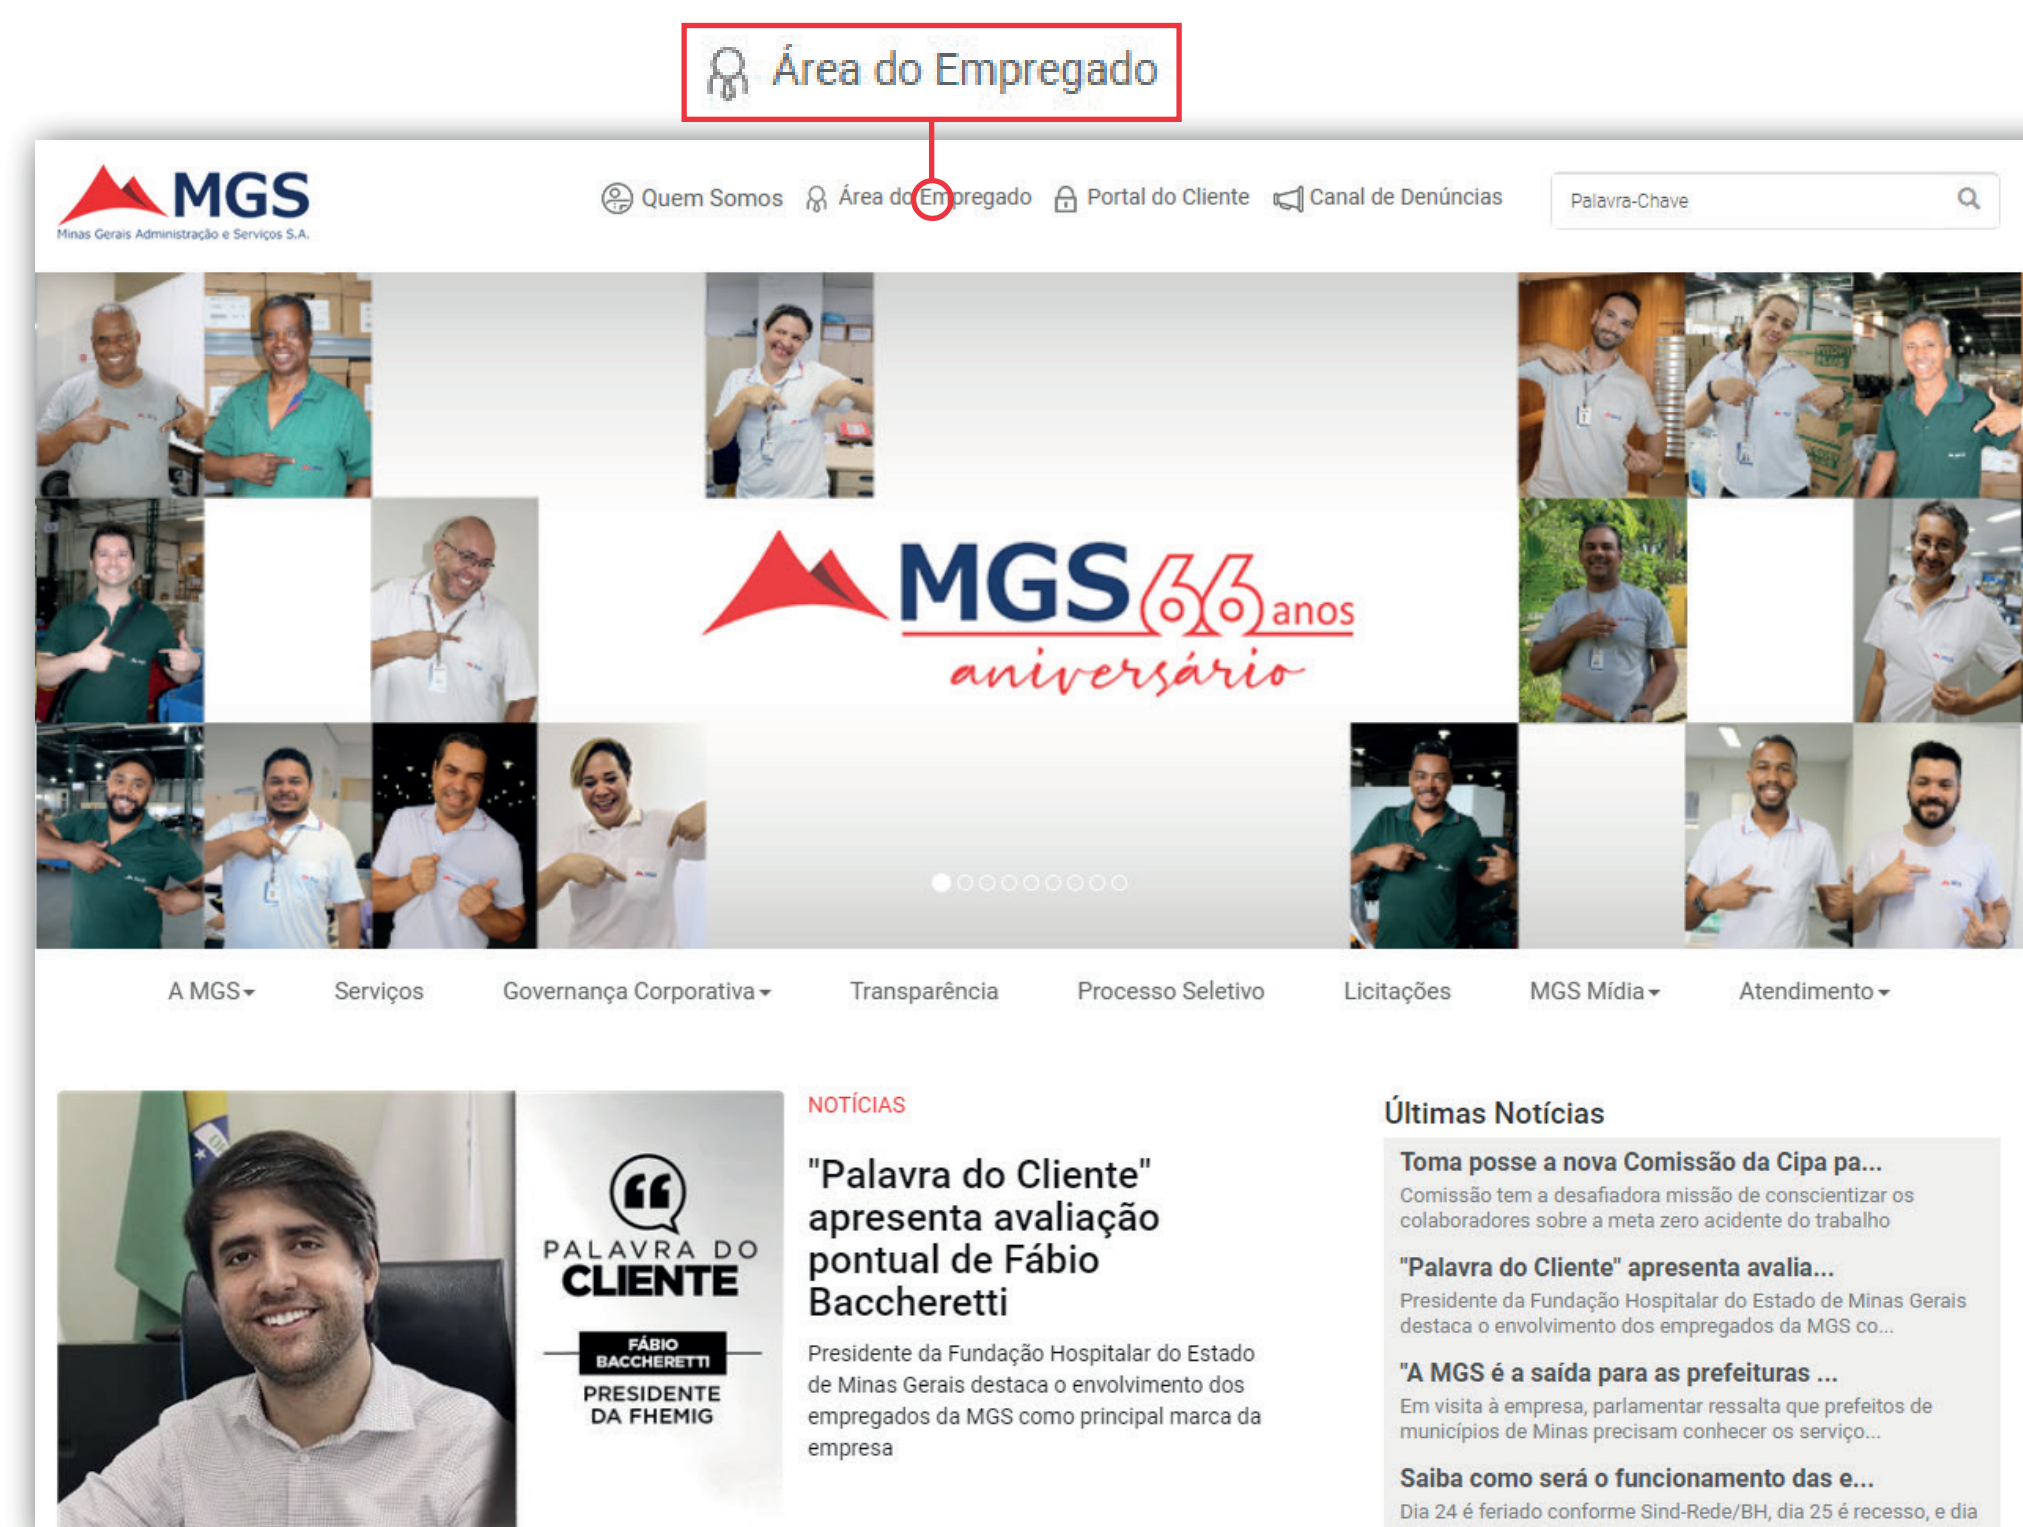 Área do Empregado
MGS
Minas Gerais Administração e Serviços S.A.
Quem Somos
Área do Empregado
Portal do Cliente
Canal de Denúncias
Palavra-Chave
MGS 66 anos
aniversário
A MGS
Serviços
Governança Corporativa
Transparência
Processo Seletivo
Licitações
MGS Mídia
Atendimento
PALAVRA DO
CLIENTE
FÁBIO
BACCHERETTI
PRESIDENTE
DA FHEMIG
NOTÍCIAS
"Palavra do Cliente"
apresenta avaliação
pontual de Fábio
Baccheretti
Presidente da Fundação Hospitalar do Estado
de Minas Gerais destaca o envolvimento dos
empregados da MGS como principal marca da
empresa
Últimas Notícias
Toma posse a nova Comissão da Cipa pa...
Comissão tem a desafiadora missão de conscientizar os
colaboradores sobre a meta zero acidente do trabalho
"Palavra do Cliente" apresenta avalia...
Presidente da Fundação Hospitalar do Estado de Minas Gerais
destaca o envolvimento dos empregados da MGS co...
"A MGS é a saída para as prefeituras ...
Em visita à empresa, parlamentar ressalta que prefeitos de
municípios de Minas precisam conhecer os serviço...
Saiba como será o funcionamento das e...
Dia 24 é feriado conforme Sind-Rede/BH, dia 25 é recesso, e dia